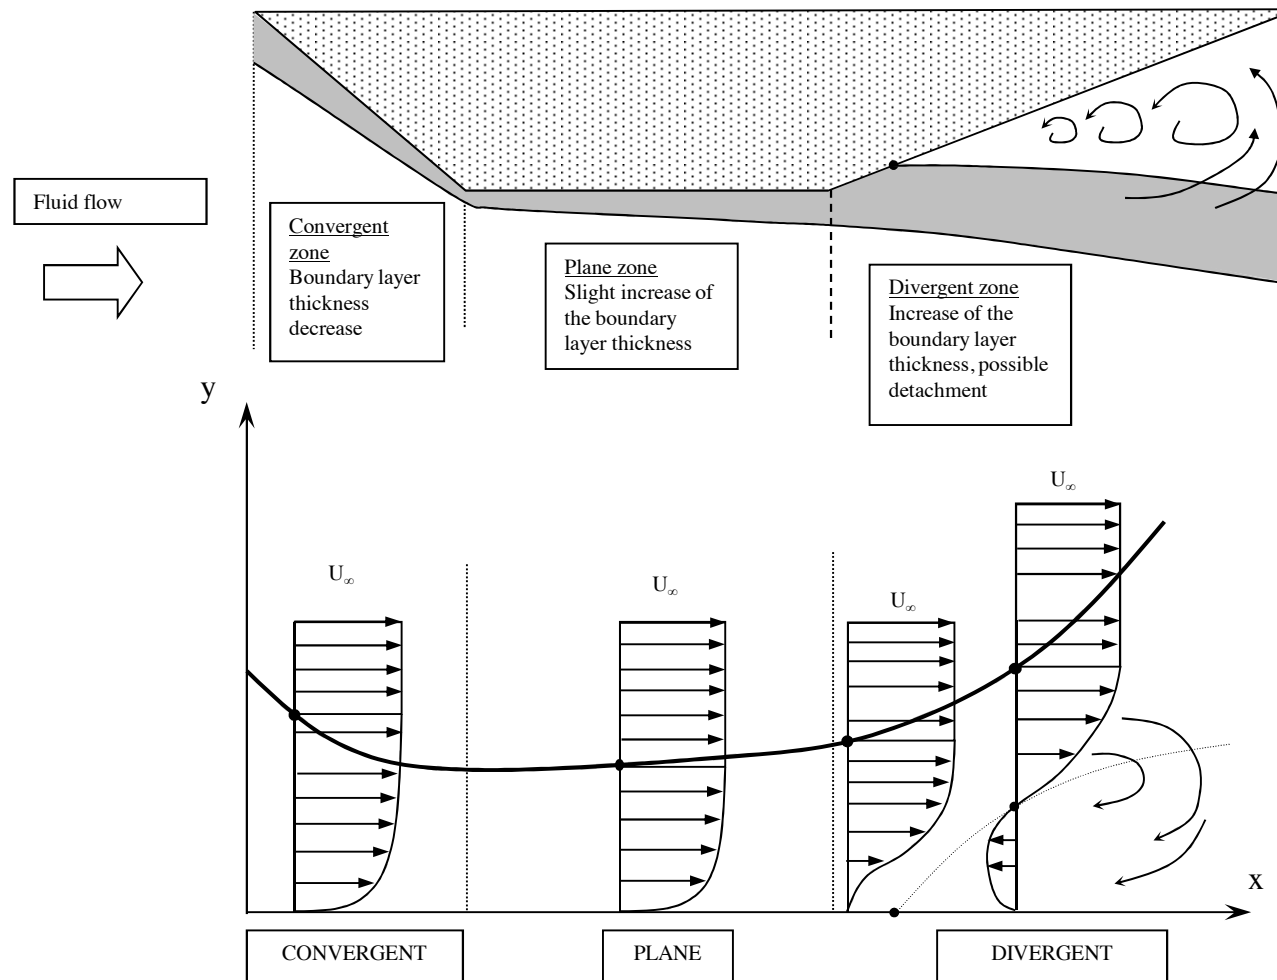 Fluid flow
Convergent
zone
Boundary layer
thickness
decrease
Plane zone
Slight increase of
the boundary
layer thickness
Divergent zone
Increase of the
boundary layer
thickness, possible
detachment
y
U∞
U∞
U∞
U∞
x
CONVERGENT
PLANE
DIVERGENT